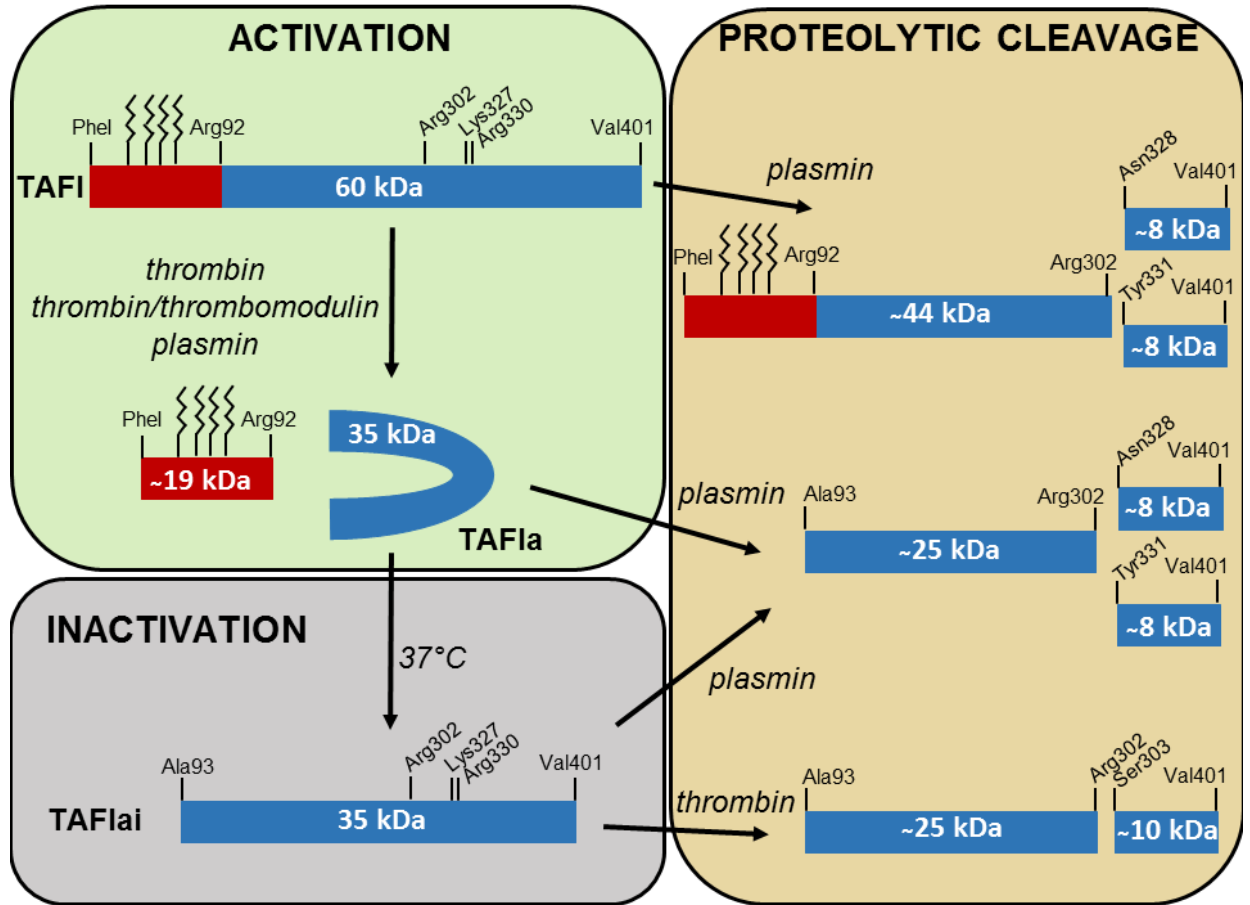 ACTIVATION
PheI
Arg92
Arg302
Lys327
Arg330
Val401
TAFI
60 kDa
thrombin
thrombin/thrombomodulin
plasmin
PheI
Arg92
~19 kDa
35 kDa
TAFIa
INACTIVATION
37°C
Ala93
Arg302
Lys327
Arg330
Val401
TAFIai
35 kDa
PROTEOLYTIC CLEAVAGE
plasmin
Asn328
Val401
~8 kDa
PheI
Arg92
Arg302
~44 kDa
Tyr331
Val401
~8 kDa
plasmin
Ala93
Arg302
~25 kDa
Asn328
Val401
~8 kDa
Tyr331
Val401
~8 kDa
plasmin
thrombin
Ala93
Arg302
Ser303
Val401
~25 kDa
~10 kDa